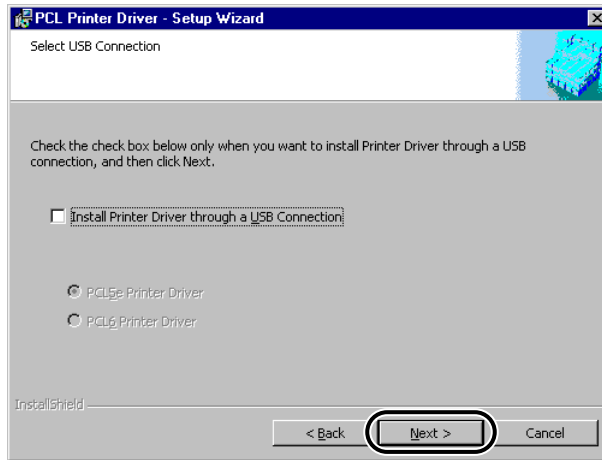 PCL Printer Driver - Setup Wizard
Select USB Connection
Check the check box below only when you want to install Printer Driver through a USB
connection, and then click Next.
Install Printer Driver through a USB Connection
PCL5e Printer Driver
PCL6 Printer Driver
InstallShield
< Back Next > Cancel